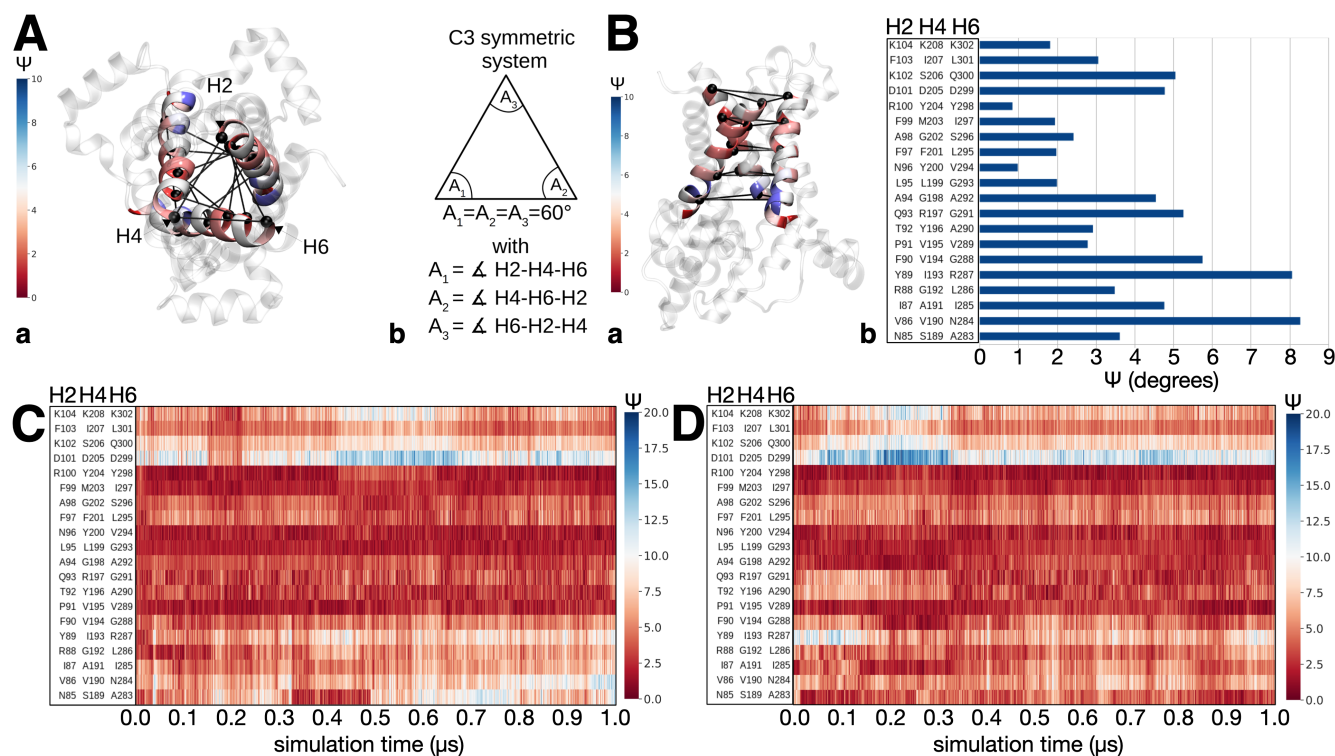 A
Ψ
10
8
6
4
2
0
H2
H4
H6
a
C3 symmetric
system
A3
A1
A2
A1=A2=A3=60°
with
A1 = ∡ H2-H4-H6
A2 = ∡ H4-H6-H2
A3 = ∡ H6-H2-H4
b
B
Ψ
10
8
6
4
2
0
a
H2 H4 H6
K104 K208 K302
F103 I207 L301
K102 S206 Q300
D101 D205 D299
R100 Y204 Y298
F99 M203 I297
A98 G202 S296
F97 F201 L295
N96 Y200 V294
L95 L199 G293
A94 G198 A292
Q93 R197 G291
T92 Y196 A290
P91 V195 V289
F90 V194 G288
Y89 I193 R287
R88 G192 L286
I87 A191 I285
V86 V190 N284
N85 S189 A283
0 1 2 3 4 5 6 7 8 9
Ψ (degrees)
b
C
H2 H4 H6
K104 K208 K302
F103 I207 L301
K102 S206 Q300
D101 D205 D299
R100 Y204 Y298
F99 M203 I297
A98 G202 S296
F97 F201 L295
N96 Y200 V294
L95 L199 G293
A94 G198 A292
Q93 R197 G291
T92 Y196 A290
P91 V195 V289
F90 V194 G288
Y89 I193 R287
R88 G192 L286
I87 A191 I285
V86 V190 N284
N85 S189 A283
0.0 0.1 0.2 0.3 0.4 0.5 0.6 0.7 0.8 0.9 1.0
simulation time (μs)
Ψ
20.0
17.5
15.0
12.5
10.0
7.5
5.0
2.5
0.0
D
H2 H4 H6
K104 K208 K302
F103 I207 L301
K102 S206 Q300
D101 D205 D299
R100 Y204 Y298
F99 M203 I297
A98 G202 S296
F97 F201 L295
N96 Y200 V294
L95 L199 G293
A94 G198 A292
Q93 R197 G291
T92 Y196 A290
P91 V195 V289
F90 V194 G288
Y89 I193 R287
R88 G192 L286
I87 A191 I285
V86 V190 N284
N85 S189 A283
0.0 0.1 0.2 0.3 0.4 0.5 0.6 0.7 0.8 0.9 1.0
simulation time (μs)
Ψ
20.0
17.5
15.0
12.5
10.0
7.5
5.0
2.5
0.0